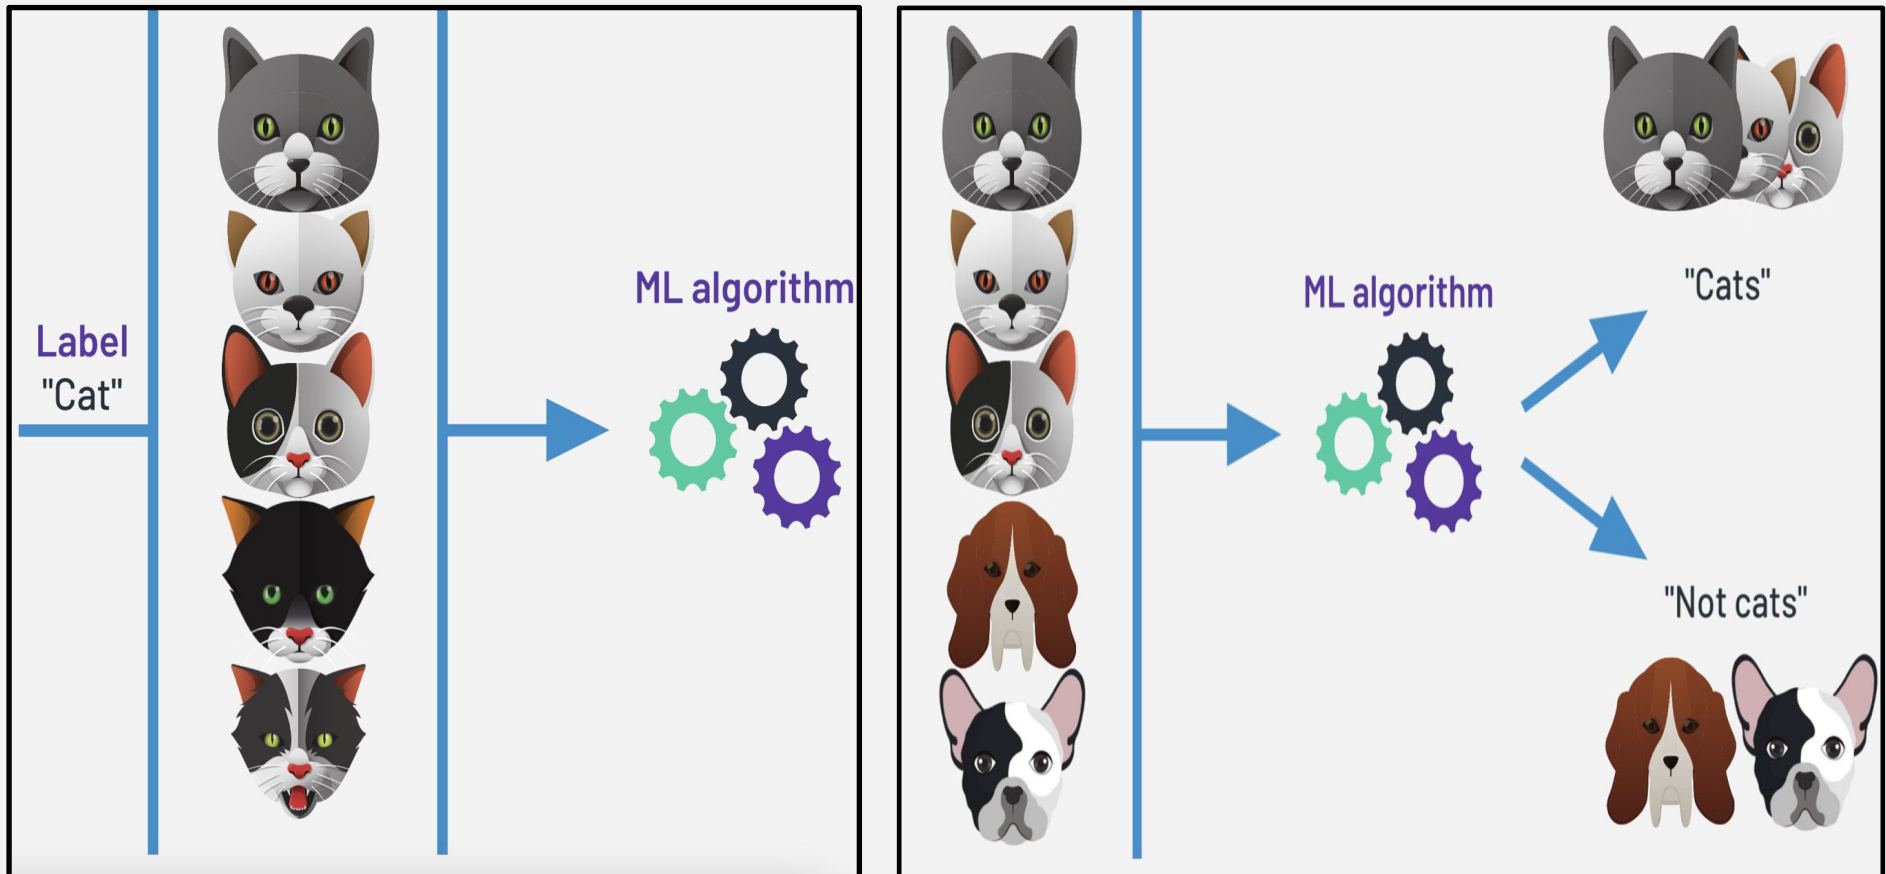 Label
"Cat"
ML algorithm
ML algorithm
"Cats"
"Not cats"